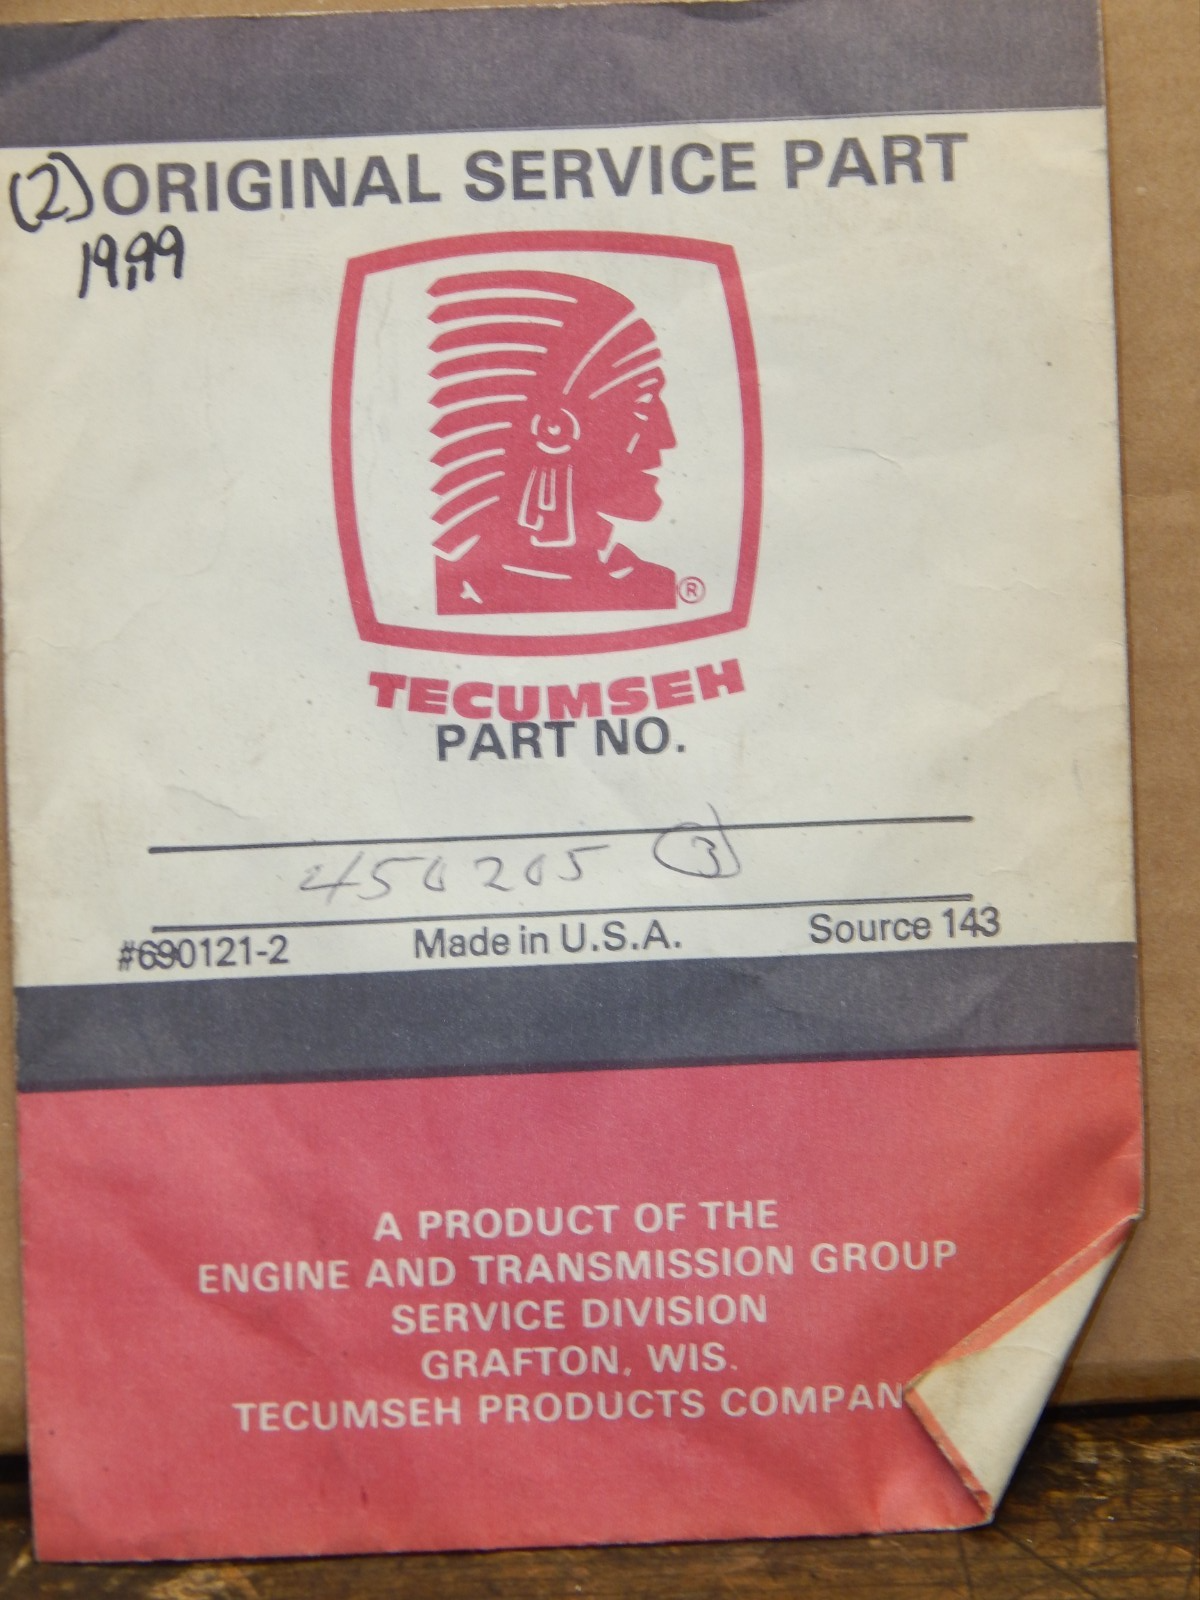 (2) ORIGINAL SERVICE PART
19.99
®
TECUMSEH
PART NO.
450205 (3)
#690121-2 Made in U.S.A. Source 143
A PRODUCT OF THE
ENGINE AND TRANSMISSION GROUP
SERVICE DIVISION
GRAFTON, WIS.
TECUMSEH PRODUCTS COMPAN